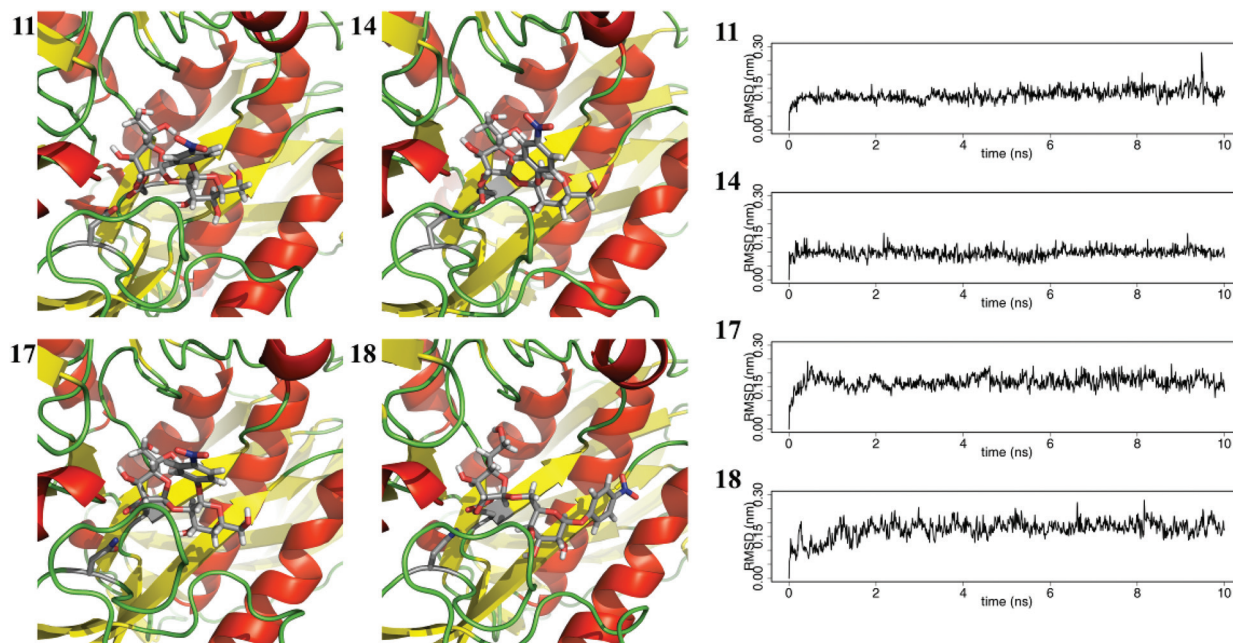 11
14
17
18
11
RMSD (nm)
0.00 0.15 0.30
0 2 4 6 8 10
time (ns)
14
RMSD (nm)
0.00 0.15 0.30
0 2 4 6 8 10
time (ns)
17
RMSD (nm)
0.00 0.15 0.30
0 2 4 6 8 10
time (ns)
18
RMSD (nm)
0.00 0.15 0.30
0 2 4 6 8 10
time (ns)